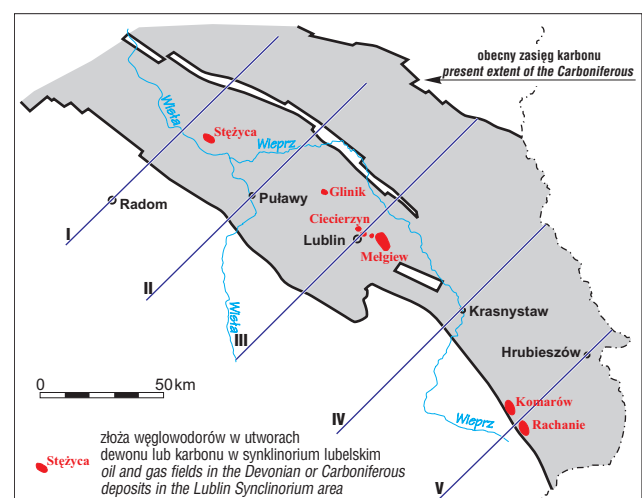 obecny zasięg karbonu
present extent of the Carboniferous
Wisła
Stężyca
Wieprz
Glinik
Radom
Puławy
Ciecierzyn
Lublin
Mełgiew
I
II
Wisła
III
Krasnystaw
Hrubieszów
0
50 km
Komarów
IV
Wieprz
Rachanie
V
Stężyca
złoża węglowodorów w utworach
dewonu lub karbonu w synklinorium lubelskim
oil and gas fields in the Devonian or Carboniferous
deposits in the Lublin Synclinorium area